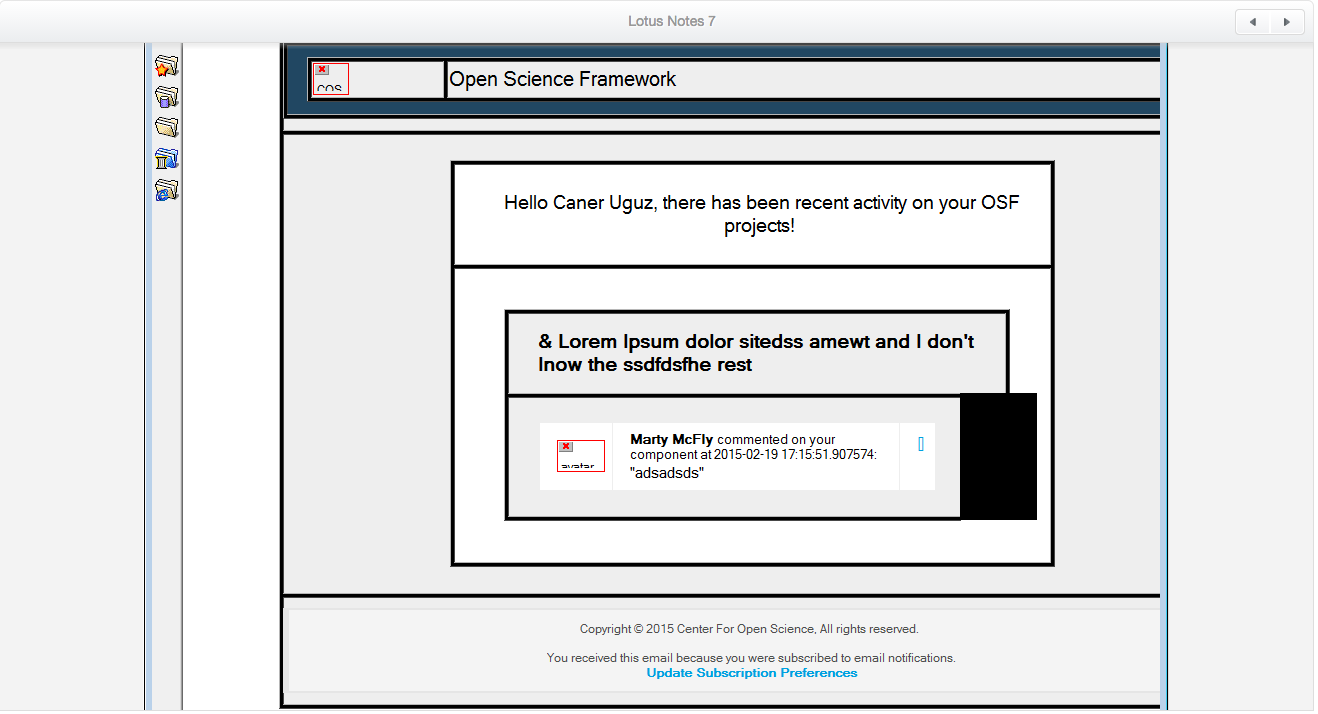 Lotus Notes 7
cos
Open Science Framework
Hello Caner Uguz, there has been recent activity on your OSF
projects!
& Lorem Ipsum dolor sitedss amewt and I don't
lnow the ssdfdsfhe rest
Marty McFly commented on your
component at 2015-02-19 17:15:51.907574:
"adsadsds"
avatar
Copyright © 2015 Center For Open Science, All rights reserved.
You received this email because you were subscribed to email notifications.
Update Subscription Preferences